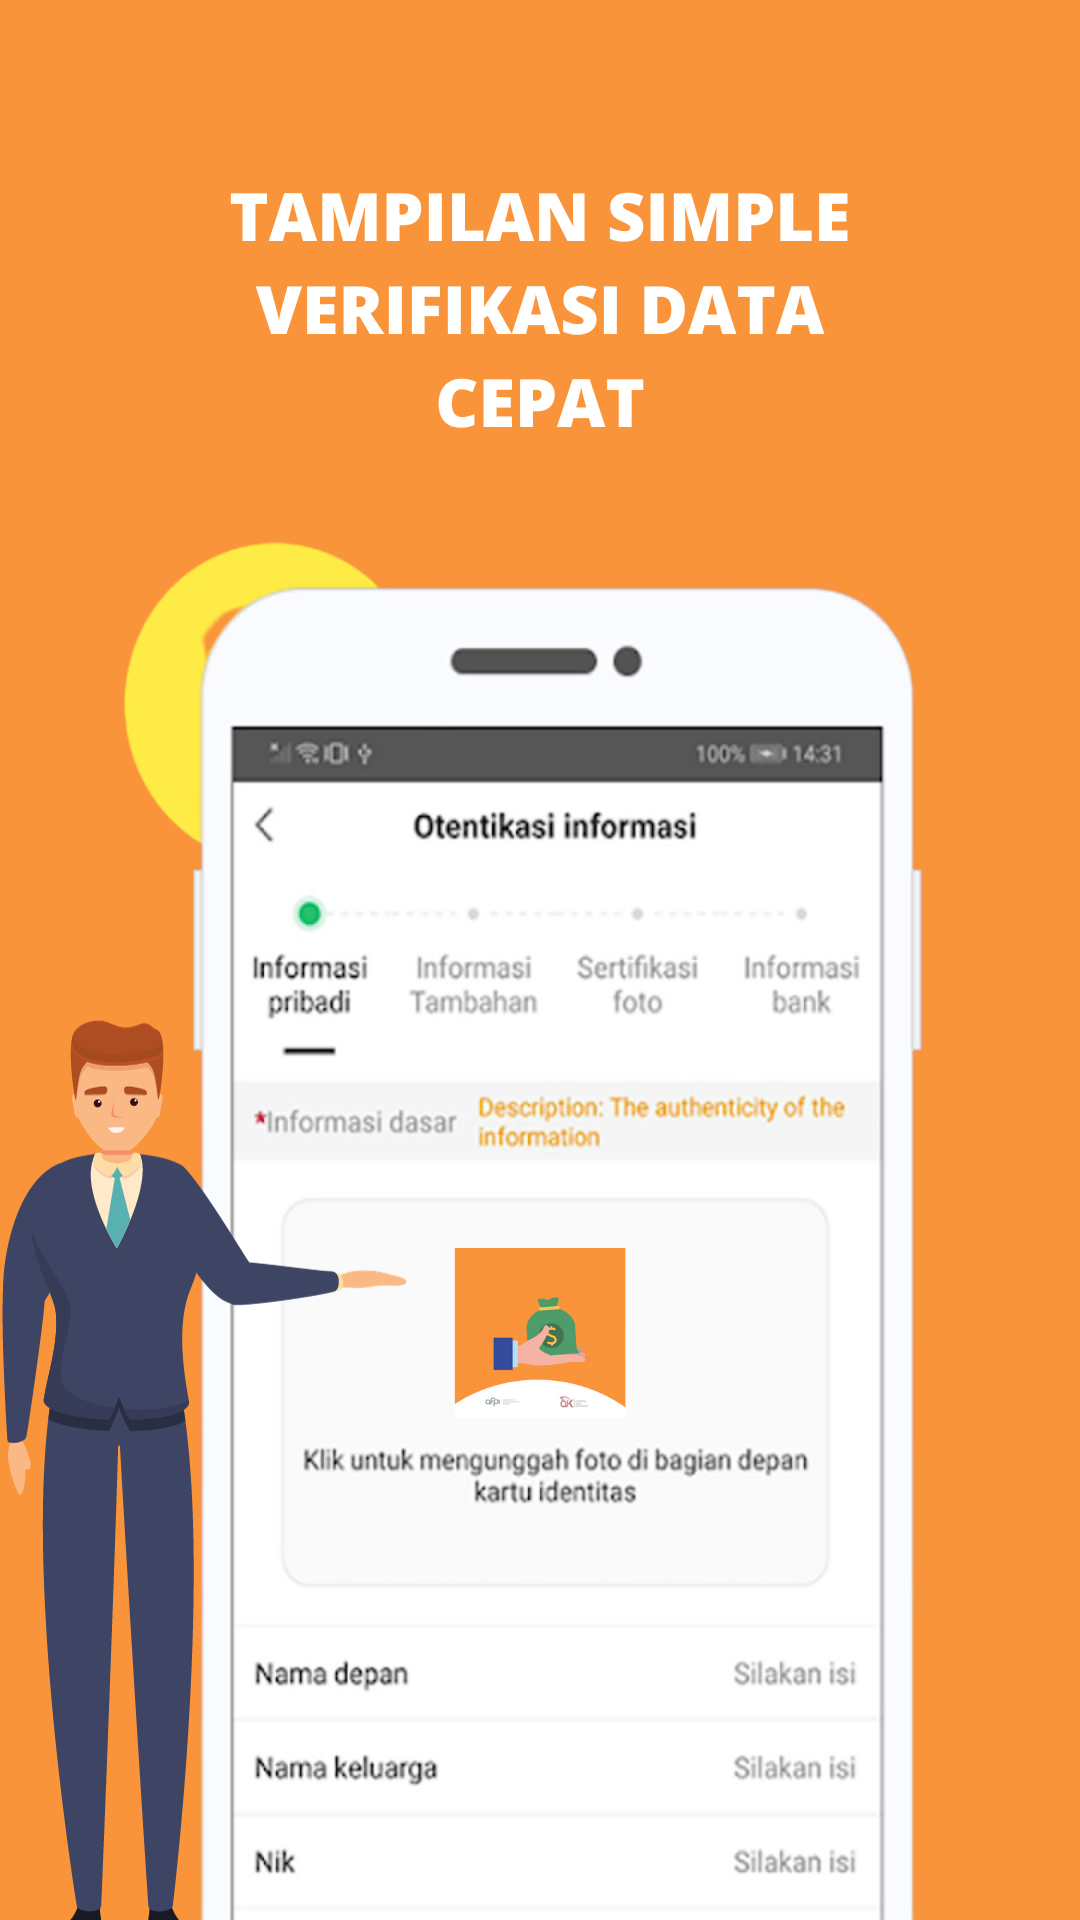 TAMPILAN SIMPLE
VERIFIKASI DATA
CEPAT
100% 14:31
Otentikasi informasi
Informasi pribadi
Informasi Tambahan
Sertifikasi foto
Informasi bank
*Informasi dasar
Description: The authenticity of the
information
$
afpi
Klik untuk mengunggah foto di bagian depan
kartu identitas
Nama depan Silakan isi
Nama keluarga Silakan isi
Nik Silakan isi